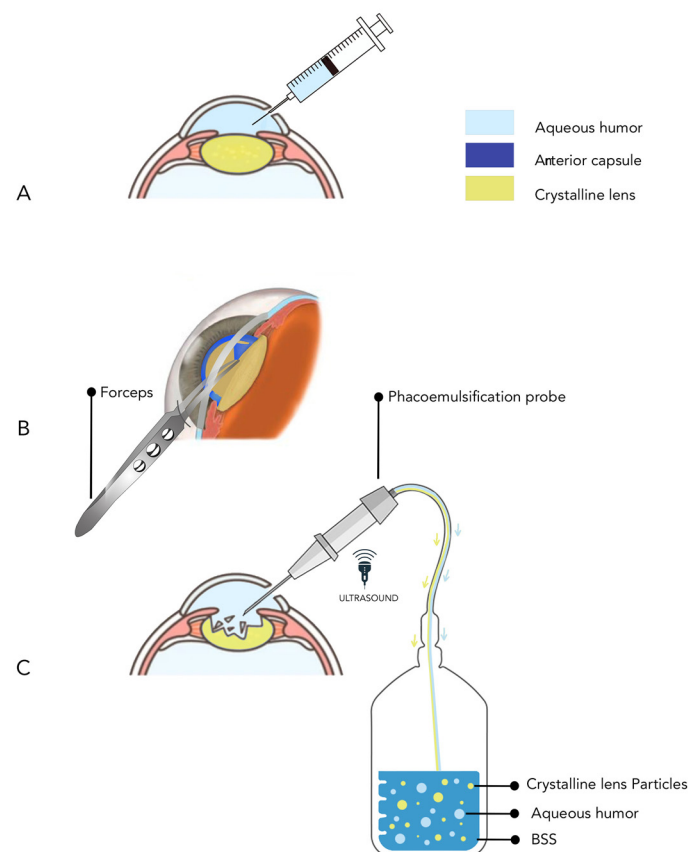 Aqueous humor
Anterior capsule
A
Crystalline lens
Forceps
Phacoemulsification probe
B
ULTRASOUND
C
Crystalline lens Particles
Aqueous humor
BSS